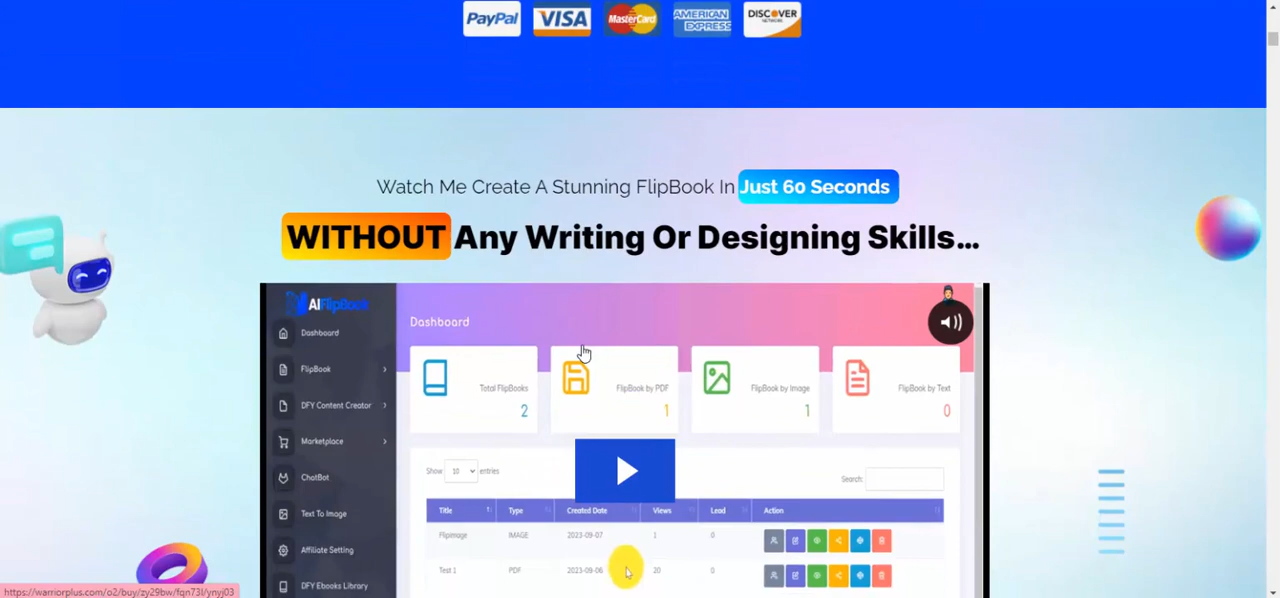 PayPal VISA MasterCard AMERICAN EXPRESS DISCOVER NETWORK
Watch Me Create A Stunning FlipBook In Just 60 Seconds
WITHOUT Any Writing Or Designing Skills...
AIFlipBook
Dashboard
Dashboard
Total FlipBooks
2
FlipBook by PDF
1
FlipBook by Image
1
FlipBook by Text
0
FlipBook
DFY Content Creator
Marketplace
ChatBot
Text To Image
Affiliate Setting
DFY Ebooks Library
Show 10 entries
Search:
Title Type Created Date Views Lead Action
Flipimage IMAGE 2023-09-07 1 0
Test 1 PDF 2023-09-06 20 0
https://warriorplus.com/o2/buy/zy29bw/fqn73l/ynyj03